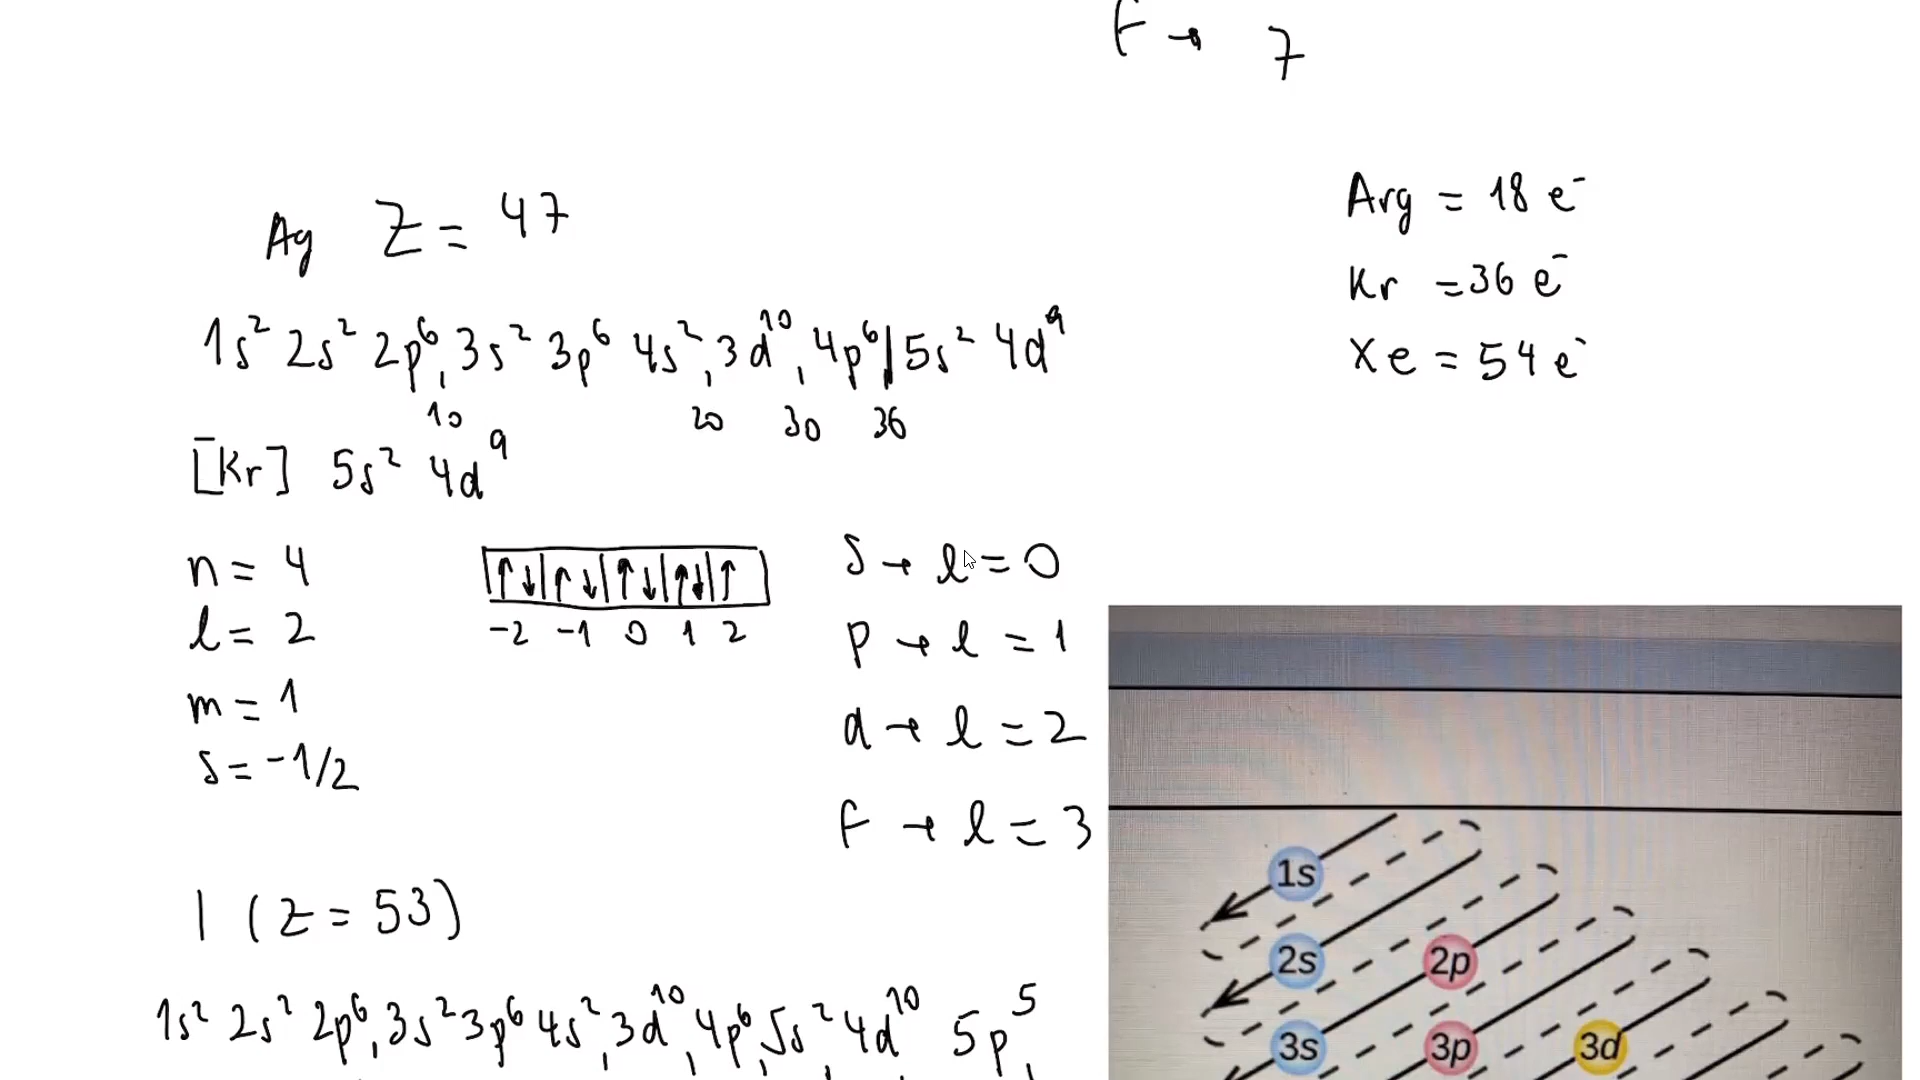 F → 7
Ag Z = 47
Arg = 18 e⁻
Kr = 36 e⁻
Xe = 54 e⁻
1s² 2s² 2p⁶, 3s² 3p⁶ 4s², 3d¹⁰, 4p⁶| 5s² 4d⁹
10 20 30 36
[Kr] 5s² 4d⁹
n = 4
l = 2
m = 1
s = -1/2
↑↓|↑↓|↑↓|↑↓|↑
-2 -1 0 1 2
s → l = 0
p → l = 1
d → l = 2
F → l = 3
I (Z = 53)
1s² 2s² 2p⁶, 3s² 3p⁶ 4s², 3d¹⁰, 4p⁶, 5s² 4d¹⁰ 5p⁵
1s
2s 2p
3s 3p 3d